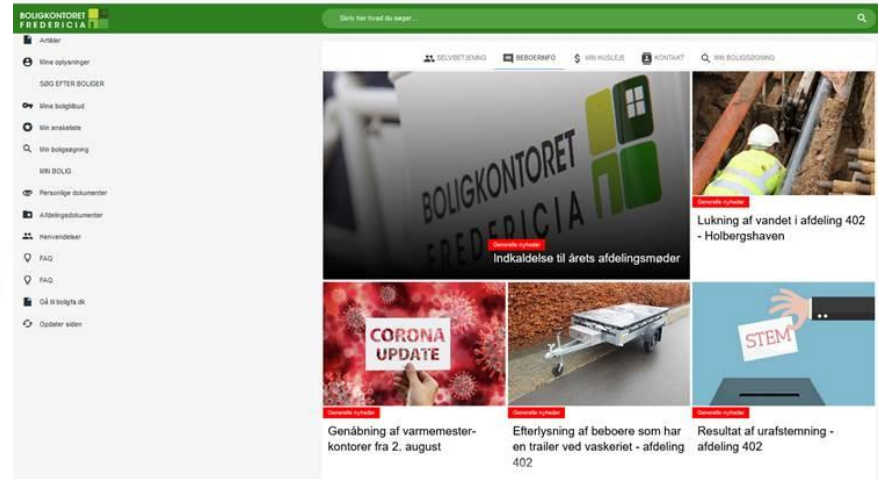 BOLIGKONTORET
FREDERICIA
Skriv her hvad du søger...
Artikler
Mine oplysninger
SØG EFTER BOLIGER
Mine boligtilbud
Min ønskeliste
Min boligsøgning
MIN BOLIG
Personlige dokumenter
Afdelingsdokumenter
Henvendelser
FAQ
FAQ
Gå til boligfa.dk
Opdater siden
SELVBETJENING
BEBOERINFO
MIN HUSLEJE
KONTAKT
MIN BOLIGSØGNING
BOLIGKONTORET
FREDERICIA
Generelle nyheder
Indkaldelse til årets afdelingsmøder
Generelle nyheder
Lukning af vandet i afdeling 402
- Holbergshaven
CORONA
UPDATE
Generelle nyheder
Genåbning af varmemester-
kontorer fra 2. august
Generelle nyheder
Efterlysning af beboere som har
en trailer ved vaskeriet - afdeling
402
STEM
Generelle nyheder
Resultat af urafstemning -
afdeling 402